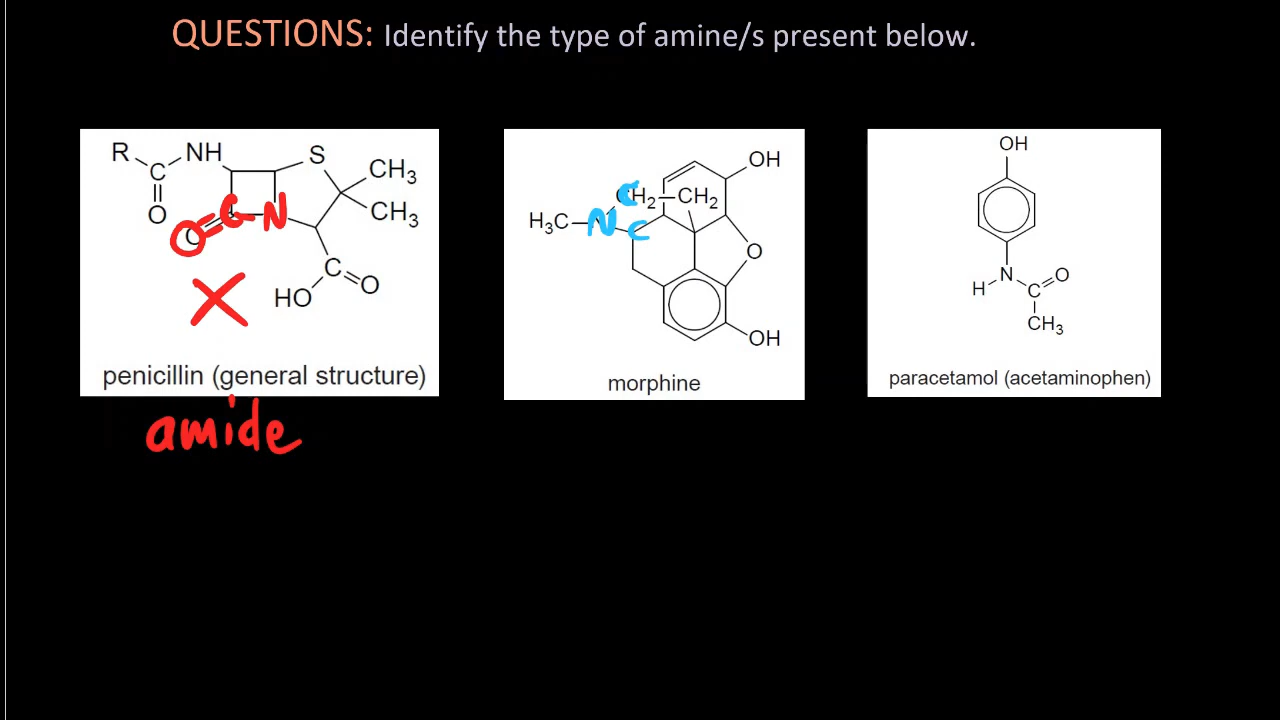 QUESTIONS: Identify the type of amine/s present below.
R
C
NH
S
CH3
CH3
O
O
C
N
C
O
HO
penicillin (general structure)
amide
OH
C
CH2
CH2
H3C
N
C
O
OH
morphine
OH
N
H
C
O
CH3
paracetamol (acetaminophen)